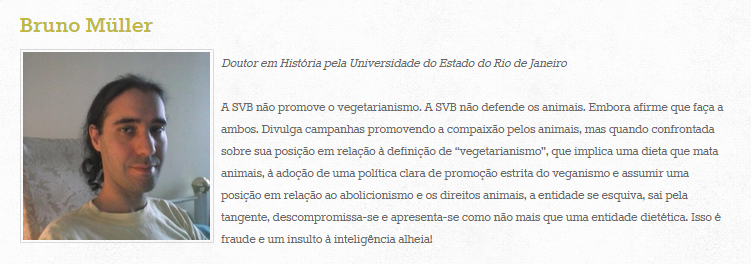 Bruno Müller
Doutor em História pela Universidade do Estado do Rio de Janeiro
A SVB não promove o vegetarianismo. A SVB não defende os animais. Embora afirme que faça a
ambos. Divulga campanhas promovendo a compaixão pelos animais, mas quando confrontada
sobre sua posição em relação à definição de “vegetarianismo”, que implica uma dieta que mata
animais, à adoção de uma política clara de promoção estrita do veganismo e assumir uma
posição em relação ao abolicionismo e os direitos animais, a entidade se esquiva, sai pela
tangente, descompromissa-se e apresenta-se como não mais que uma entidade dietética. Isso é
fraude e um insulto à inteligência alheia!